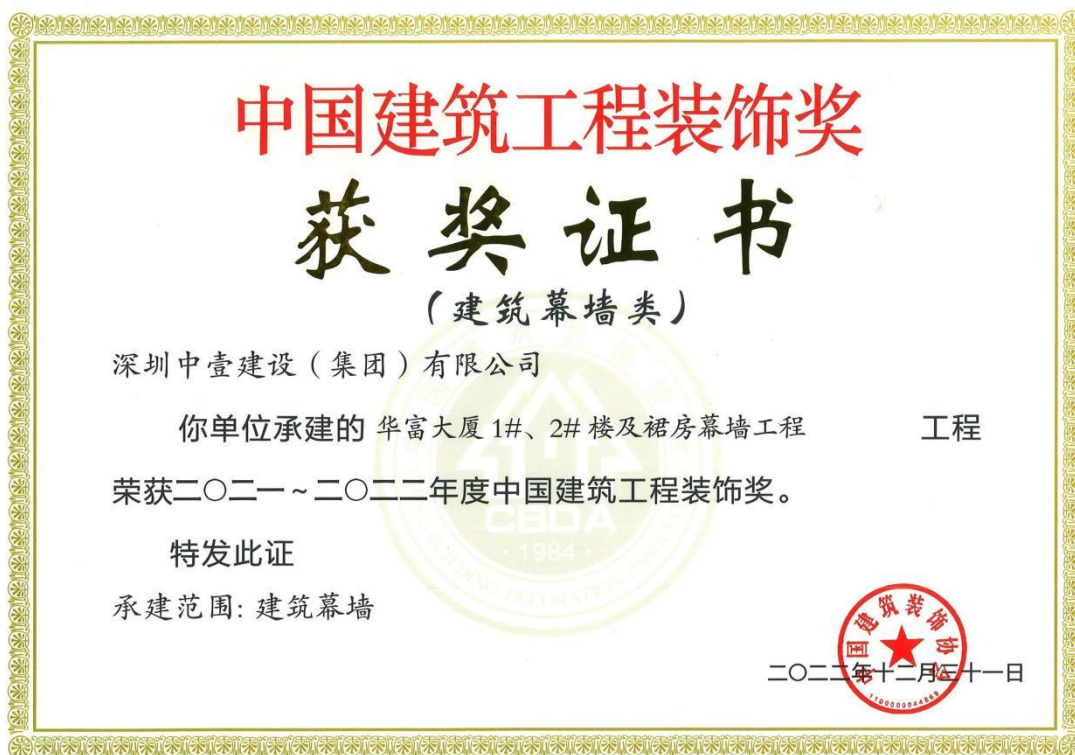 中国建筑工程装饰奖
获奖证书
（建筑幕墙类）
深圳中壹建设（集团）有限公司
你单位承建的 华富大厦 1#、2# 楼及裙房幕墙工程 工程
荣获二〇二一~二〇二二年度中国建筑工程装饰奖。
特发此证
承建范围: 建筑幕墙
CBDA
·1984·
中国建筑装饰协会
二〇二二年十二月三十一日